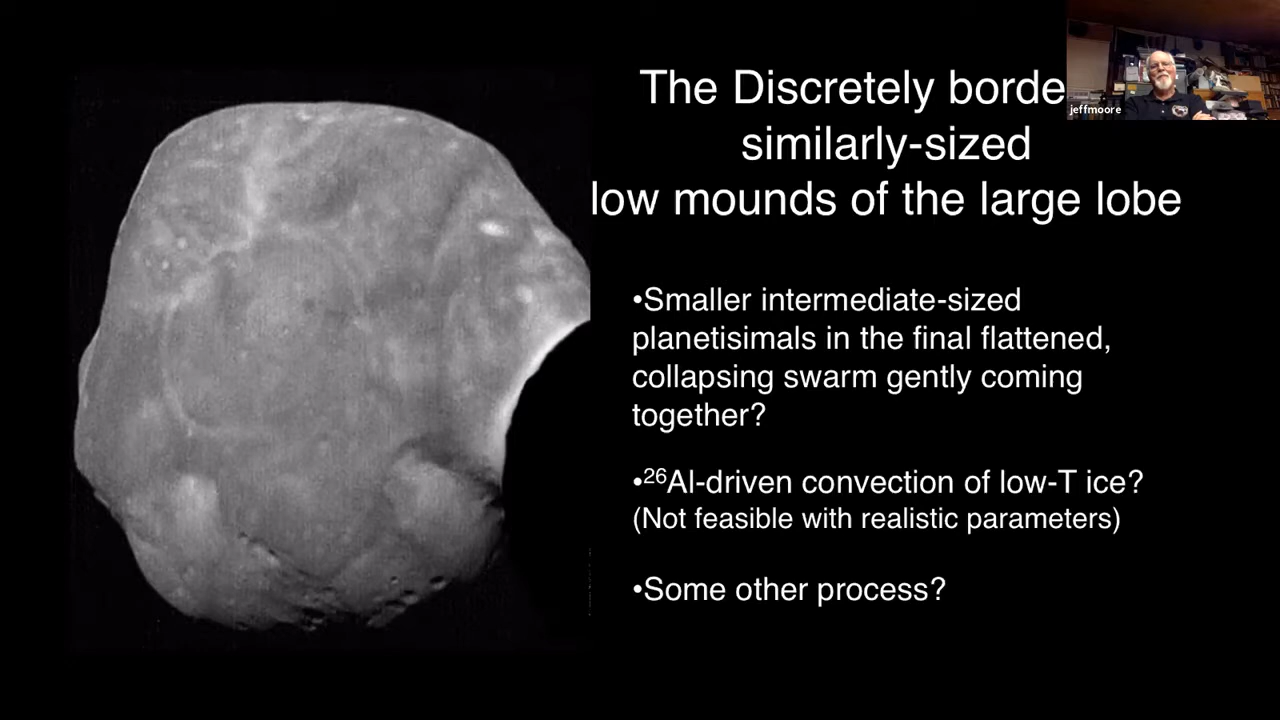 The Discretely borde
similarly-sized
low mounds of the large lobe
jeffmoore
•Smaller intermediate-sized
planetisimals in the final flattened,
collapsing swarm gently coming
together?
•²⁶Al-driven convection of low-T ice?
(Not feasible with realistic parameters)
•Some other process?